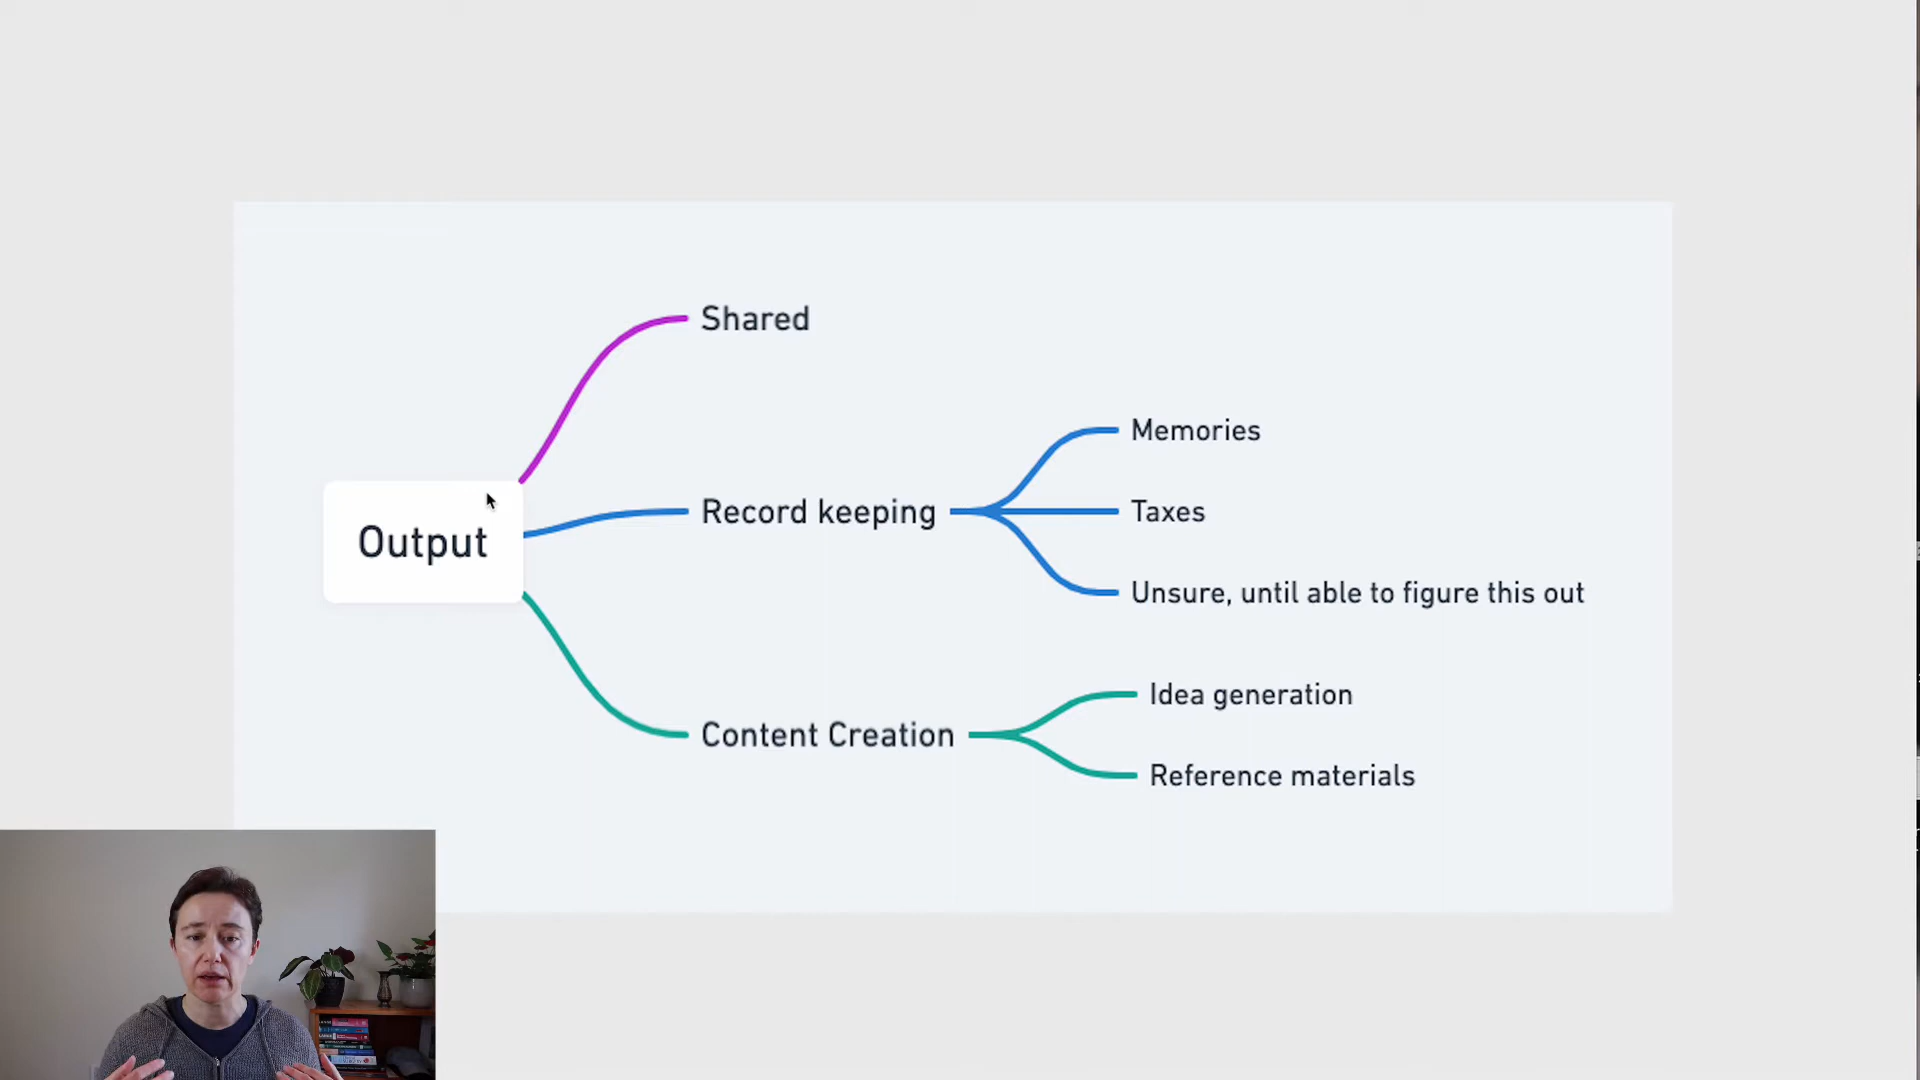 Shared
Memories
Output
Record keeping
Taxes
Unsure, until able to figure this out
Idea generation
Content Creation
Reference materials